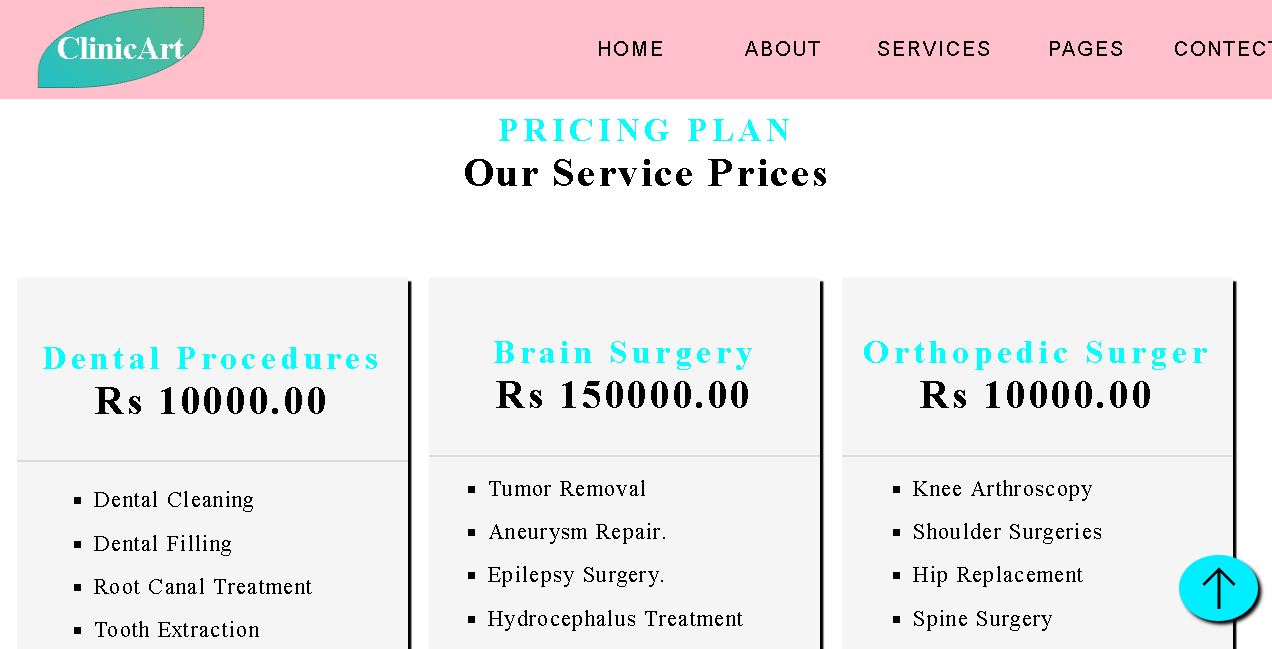 ClinicArt
HOME ABOUT SERVICES PAGES CONTECT
PRICING PLAN
Our Service Prices
Dental Procedures
Rs 10000.00
Dental Cleaning
Dental Filling
Root Canal Treatment
Tooth Extraction
Brain Surgery
Rs 150000.00
Tumor Removal
Aneurysm Repair.
Epilepsy Surgery.
Hydrocephalus Treatment
Orthopedic Surger
Rs 10000.00
Knee Arthroscopy
Shoulder Surgeries
Hip Replacement
Spine Surgery